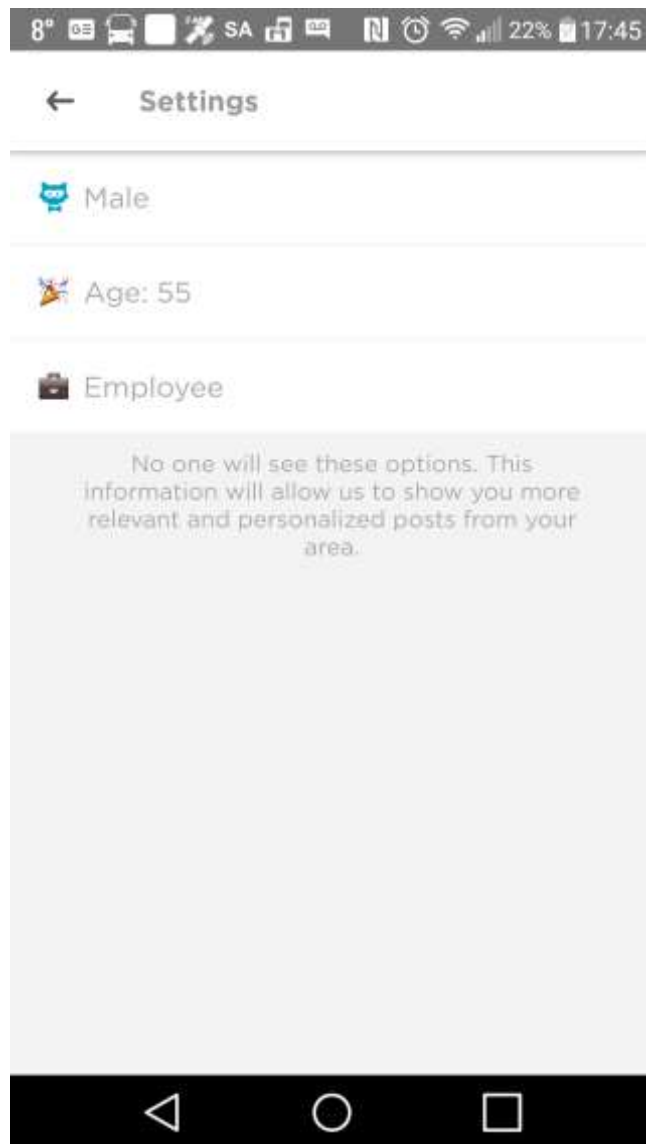 8° GE SA 22% 17:45
Settings
Male
Age: 55
Employee
No one will see these options. This
information will allow us to show you more
relevant and personalized posts from your
area.